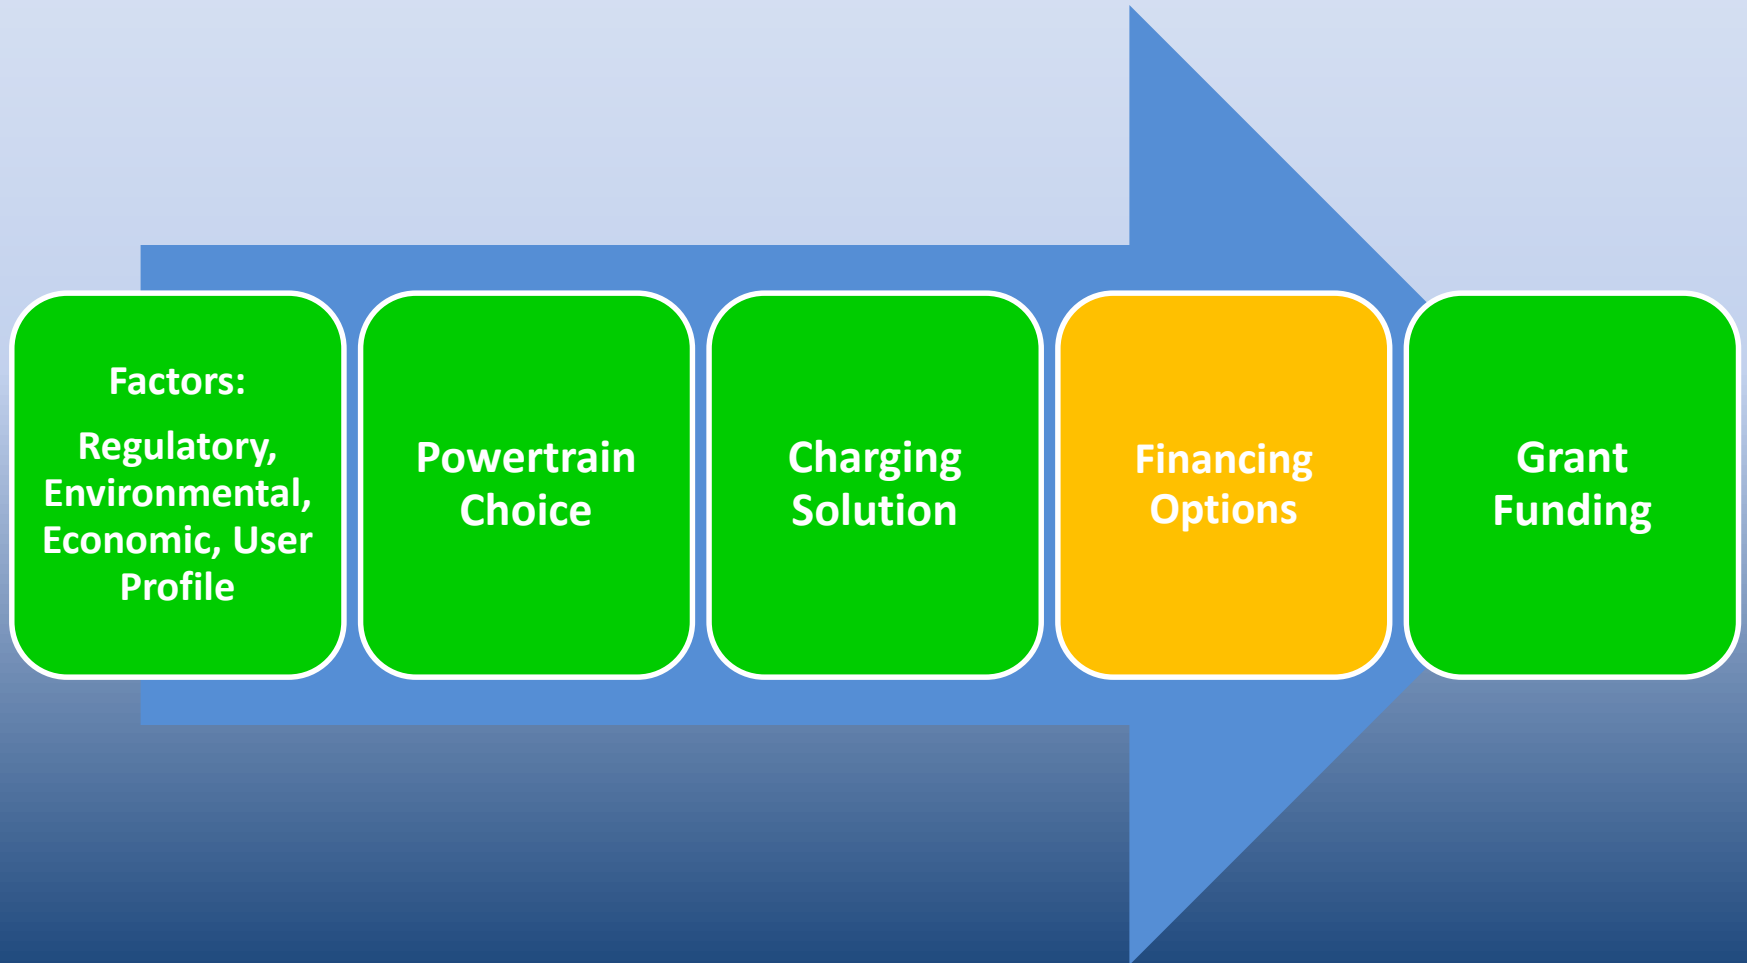 Factors:
Regulatory,
Environmental,
Economic, User
Profile
Powertrain
Choice
Charging
Solution
Financing
Options
Grant
Funding